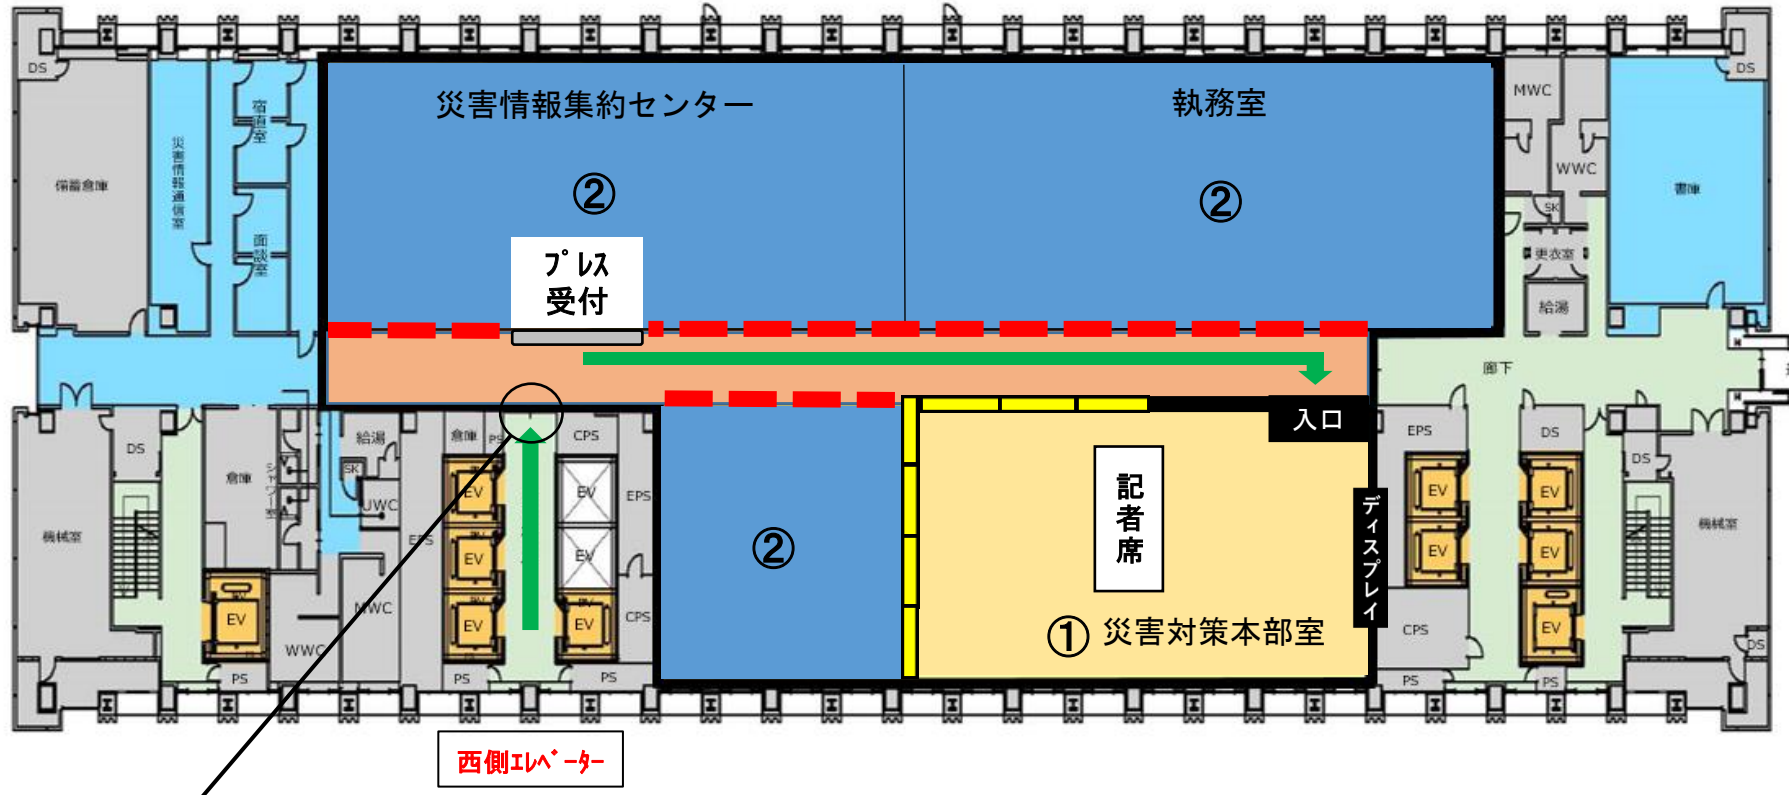 DS
災害情報集約センター
執務室
MWC
DS
宿直室
災害情報通信室
備蓄倉庫
②
②
WWC
書庫
SK
面談室
プレス
受付
更衣室
給湯
廊下
入口
倉庫
PS
CPS
給湯
EPS
DS
DS
DS
SK
シャワー室
倉庫
UWC
EV
EV
EPS
記者席
ディスプレイ
EV
EV
機械室
EPS
EV
EV
②
EV
EV
機械室
MWC
EV
EV
EV
CPS
①
災害対策本部室
CPS
EV
DS
WWC
PS
PS
PS
PS
PS
西側エレベーター